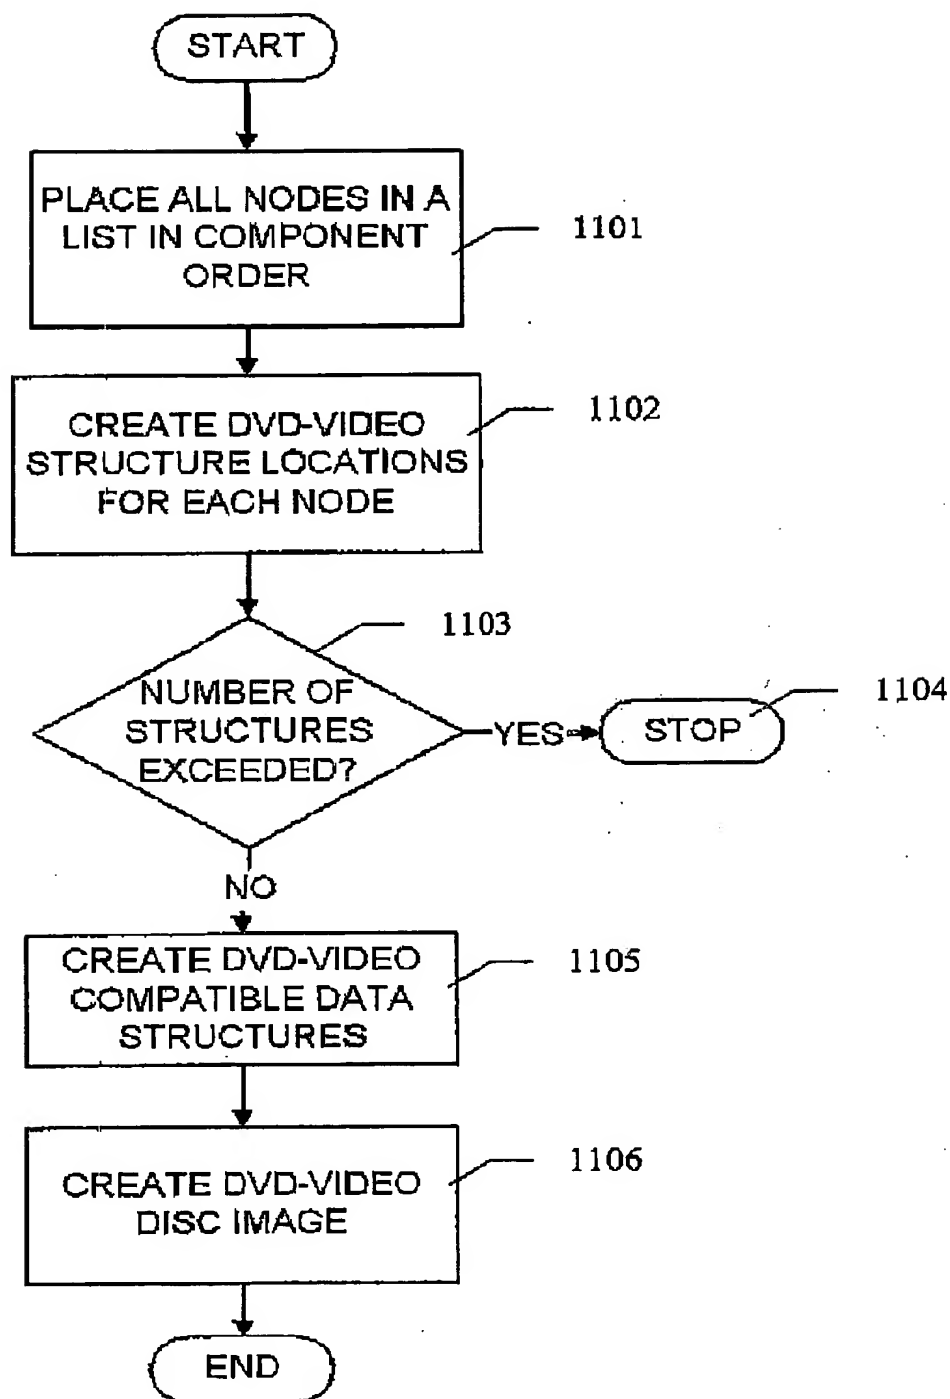 START
PLACE ALL NODES IN A
LIST IN COMPONENT
ORDER
1101
CREATE DVD-VIDEO
STRUCTURE LOCATIONS
FOR EACH NODE
1102
1103
NUMBER OF
STRUCTURES
EXCEEDED?
YES
STOP
1104
NO
CREATE DVD-VIDEO
COMPATIBLE DATA
STRUCTURES
1105
CREATE DVD-VIDEO
DISC IMAGE
1106
END